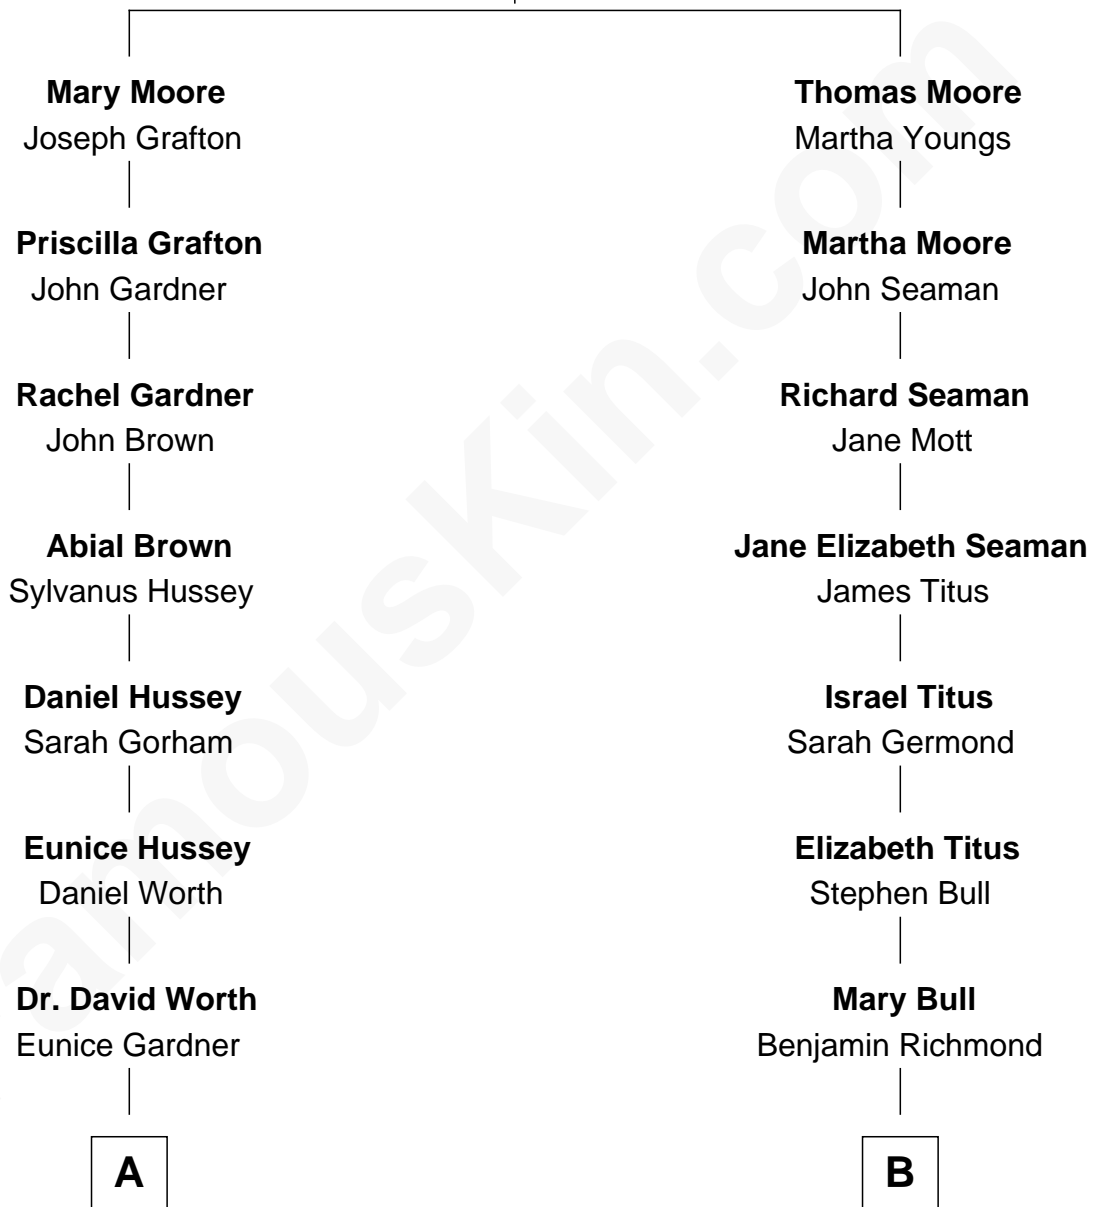 Mary Moore
Joseph Grafton
Priscilla Grafton
John Gardner
Rachel Gardner
John Brown
Abial Brown
Sylvanus Hussey
Daniel Hussey
Sarah Gorham
Eunice Hussey
Daniel Worth
Dr. David Worth
Eunice Gardner
A
Thomas Moore
Martha Youngs
Martha Moore
John Seaman
Richard Seaman
Jane Mott
Jane Elizabeth Seaman
James Titus
Israel Titus
Sarah Germond
Elizabeth Titus
Stephen Bull
Mary Bull
Benjamin Richmond
B
amousKin.com